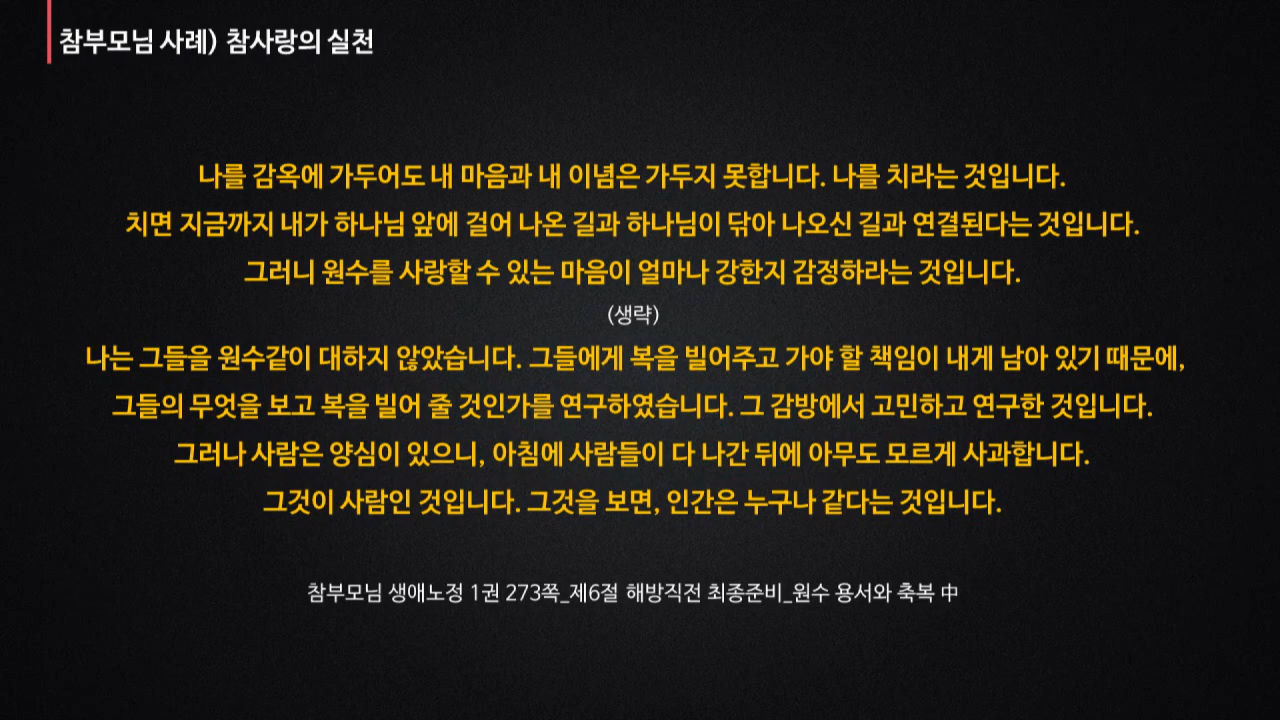 참부모님 사례) 참사랑의 실천
나를 감옥에 가두어도 내 마음과 내 이념은 가두지 못합니다. 나를 치라는 것입니다.
치면 지금까지 내가 하나님 앞에 걸어 나온 길과 하나님이 닦아 나오신 길과 연결된다는 것입니다.
그러니 원수를 사랑할 수 있는 마음이 얼마나 강한지 감정하라는 것입니다.
(생략)
나는 그들을 원수같이 대하지 않았습니다. 그들에게 복을 빌어주고 가야 할 책임이 내게 남아 있기 때문에,
그들의 무엇을 보고 복을 빌어 줄 것인가를 연구하였습니다. 그 감방에서 고민하고 연구한 것입니다.
그러나 사람은 양심이 있으니, 아침에 사람들이 다 나간 뒤에 아무도 모르게 사과합니다.
그것이 사람인 것입니다. 그것을 보면, 인간은 누구나 같다는 것입니다.
참부모님 생애노정 1권 273쪽_제6절 해방직전 최종준비_원수 용서와 축복 中